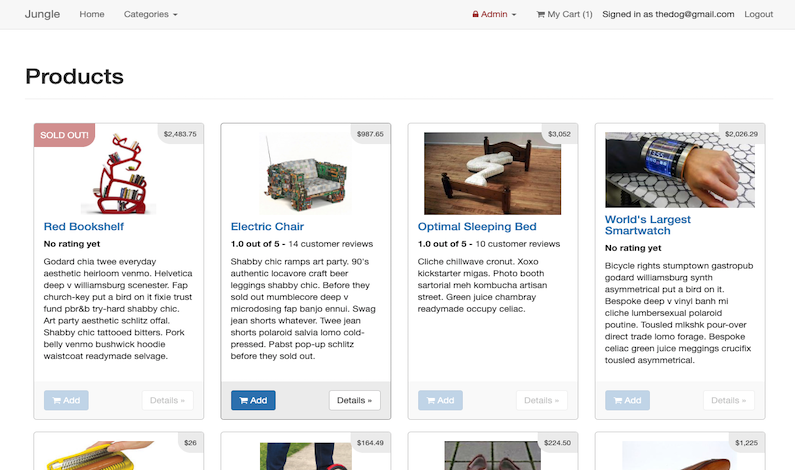 Jungle Home Categories Admin My Cart (1) Signed in as thedog@gmail.com Logout
Products
SOLD OUT!
$2,483.75
Red Bookshelf
No rating yet
Godard chia twee everyday
aesthetic heirloom venmo. Helvetica
deep v williamsburg scenester. Fap
church-key put a bird on it fixie trust
fund pbr&b try-hard shabby chic.
Art party aesthetic schlitz offal.
Shabby chic tattooed bitters. Pork
belly venmo bushwick hoodie
waistcoat readymade selvage.
Add Details »
$987.65
Electric Chair
1.0 out of 5 - 14 customer reviews
Shabby chic ramps art party. 90's
authentic locavore craft beer
leggings shabby chic. Before they
sold out mumblecore deep v
microdosing fap banjo ennui. Swag
jean shorts whatever. Twee jean
shorts polaroid salvia lomo cold-
pressed. Pabst pop-up schlitz
before they sold out.
Add Details »
$3,052
Optimal Sleeping Bed
1.0 out of 5 - 10 customer reviews
Cliche chillwave cronut. Xoxo
kickstarter migas. Photo booth
sartorial meh kombucha artisan
street. Green juice chambray
readymade occupy celiac.
Add Details »
$2,026.29
World's Largest
Smartwatch
No rating yet
Bicycle rights stumptown gastropub
godard williamsburg synth
asymmetrical put a bird on it.
Bespoke deep v vinyl banh mi
cliche lumbersexual polaroid
poutine. Tousled mlkshk pour-over
direct trade lomo forage. Bespoke
celiac green juice meggings crucifix
tousled asymmetrical.
Add Details »
$26
$164.49
$224.50
$1,225